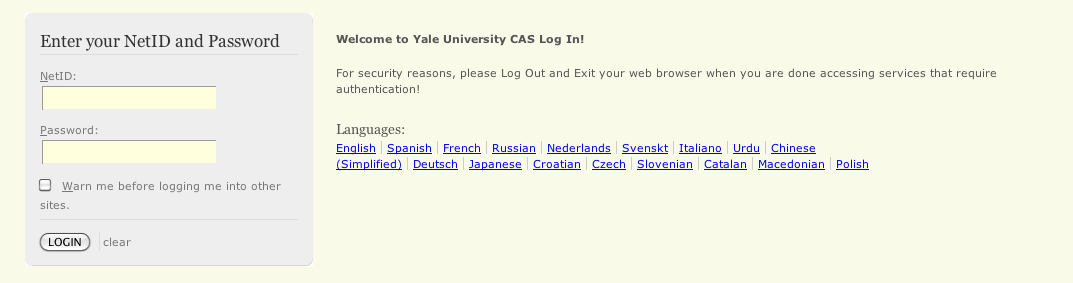 Enter your NetID and Password
NetID:
Password:
Warn me before logging me into other
sites.
LOGIN
clear
Welcome to Yale University CAS Log In!
For security reasons, please Log Out and Exit your web browser when you are done accessing services that require
authentication!
Languages:
English | Spanish | French | Russian | Nederlands | Svenskt | Italiano | Urdu | Chinese
(Simplified) | Deutsch | Japanese | Croatian | Czech | Slovenian | Catalan | Macedonian | Polish